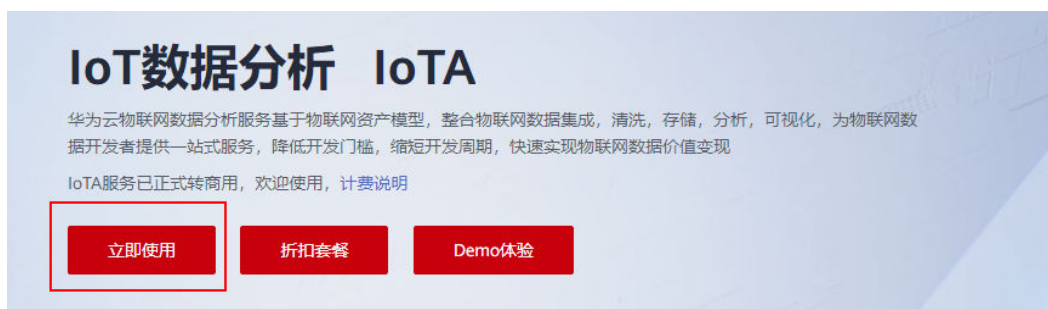 IoT数据分析 IoTA
华为云物联网数据分析服务基于物联网资产模型，整合物联网数据集成，清洗，存储，分析，可视化，为物联网数
据开发者提供一站式服务，降低开发门槛，缩短开发周期，快速实现物联网数据价值变现
IoTA服务已正式转商用，欢迎使用，计费说明
立即使用 折扣套餐 Demo体验